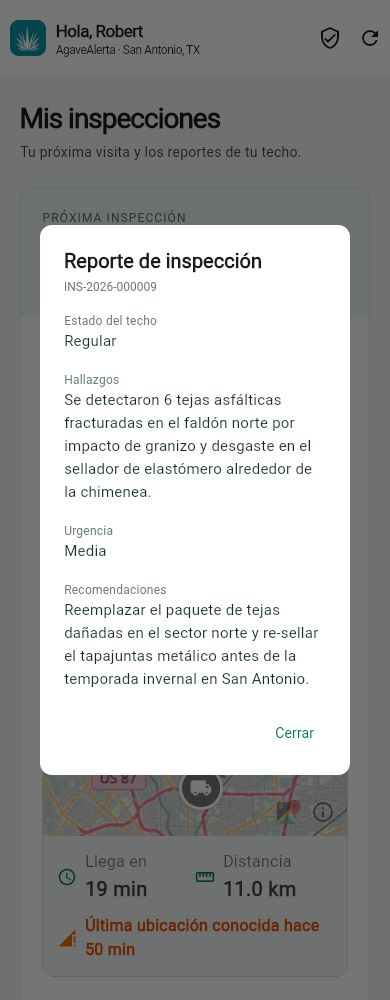 Hola, Robert
AgaveAlerta · San Antonio, TX
Mis inspecciones
Tu próxima visita y los reportes de tu techo.
PRÓXIMA INSPECCIÓN
Reporte de inspección
INS-2026-000009
Estado del techo
Regular
Hallazgos
Se detectaron 6 tejas asfálticas
fracturadas en el faldón norte por
impacto de granizo y desgaste en el
sellador de elastómero alrededor de
la chimenea.
Urgencia
Media
Recomendaciones
Reemplazar el paquete de tejas
dañadas en el sector norte y re-sellar
el tapajuntas metálico antes de la
temporada invernal en San Antonio.
Cerrar
US 87
Llega en
19 min
Distancia
11.0 km
Última ubicación conocida hace
50 min